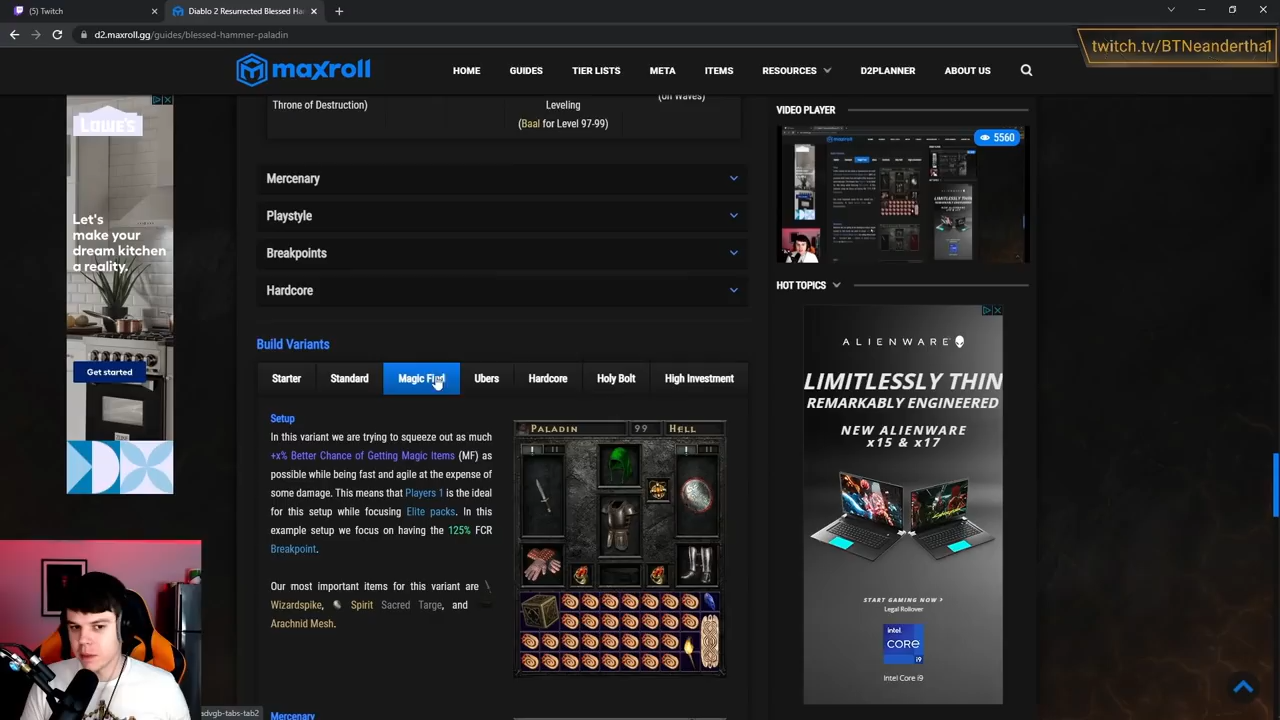 (5) Twitch
Diablo 2 Resurrected Blessed Ha
d2.maxroll.gg/guides/blessed-hammer-paladin
twitch.tv/BTNeanderthal
maxroll
HOME
GUIDES
TIER LISTS
META
ITEMS
RESOURCES
D2PLANNER
ABOUT US
Throne of Destruction)
Leveling
(Baal for Level 97-99)
(On Waves)
Mercenary
Playstyle
Breakpoints
Hardcore
Build Variants
Starter
Standard
Magic Find
Ubers
Hardcore
Holy Bolt
High Investment
Setup
In this variant we are trying to squeeze out as much
+x% Better Chance of Getting Magic Items (MF) as
possible while being fast and agile at the expense of
some damage. This means that Players 1 is the ideal
for this setup while focusing Elite packs. In this
example setup we focus on having the 125% FCR
Breakpoint.
Our most important items for this variant are
Wizardspike, Spirit Sacred Targe, and
Arachnid Mesh.
PALADIN
99
HELL
Mercenary
advgb-tabs-tab2
LOWE'S
Let's
make your
dream kitchen
a reality.
Get started
VIDEO PLAYER
5560
HOT TOPICS
ALIENWARE
LIMITLESSLY THIN
REMARKABLY ENGINEERED
NEW ALIENWARE
x15 & x17
START GAMING NOW >
Legal Rollover
intel
CORE
i9
Intel Core i9